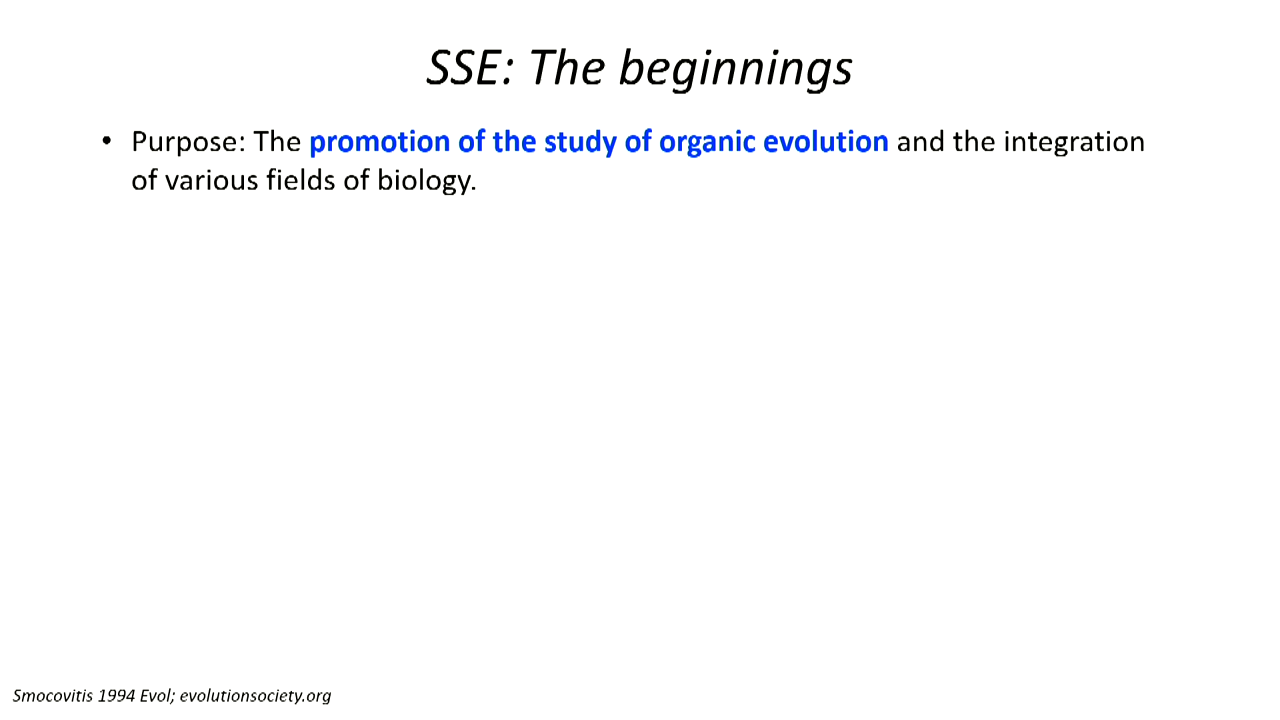 SSE: The beginnings
• Purpose: The promotion of the study of organic evolution and the integration
of various fields of biology.
Smocovitis 1994 Evol; evolutionsociety.org